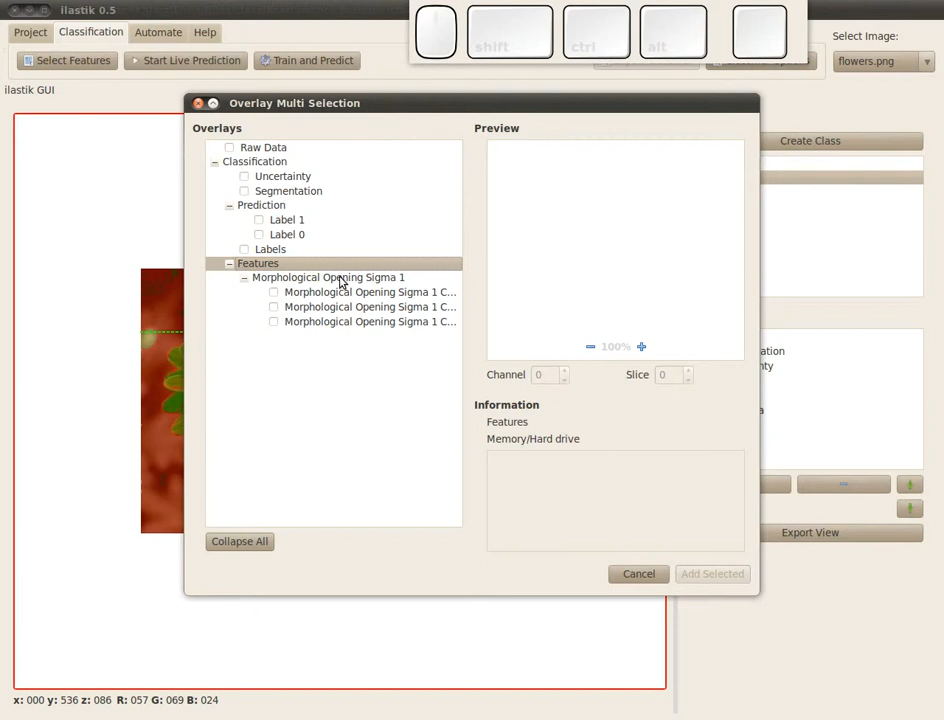 ilastik 0.5
shift
ctrl
alt
Project
Classification
Automate
Help
Select Features
Start Live Prediction
Train and Predict
Select Image:
flowers.png
ilastik GUI
Overlay Multi Selection
Overlays
Preview
Raw Data
Classification
Uncertainty
Segmentation
Prediction
Label 1
Label 0
Labels
Features
Morphological Opening Sigma 1
Morphological Opening Sigma 1 C...
Morphological Opening Sigma 1 C...
Morphological Opening Sigma 1 C...
100%
Channel 0
Slice 0
Information
Features
Memory/Hard drive
Collapse All
Cancel
Add Selected
Create Class
ation
nty
a
Export View
x: 000 y: 536 z: 086 R: 057 G: 069 B: 024